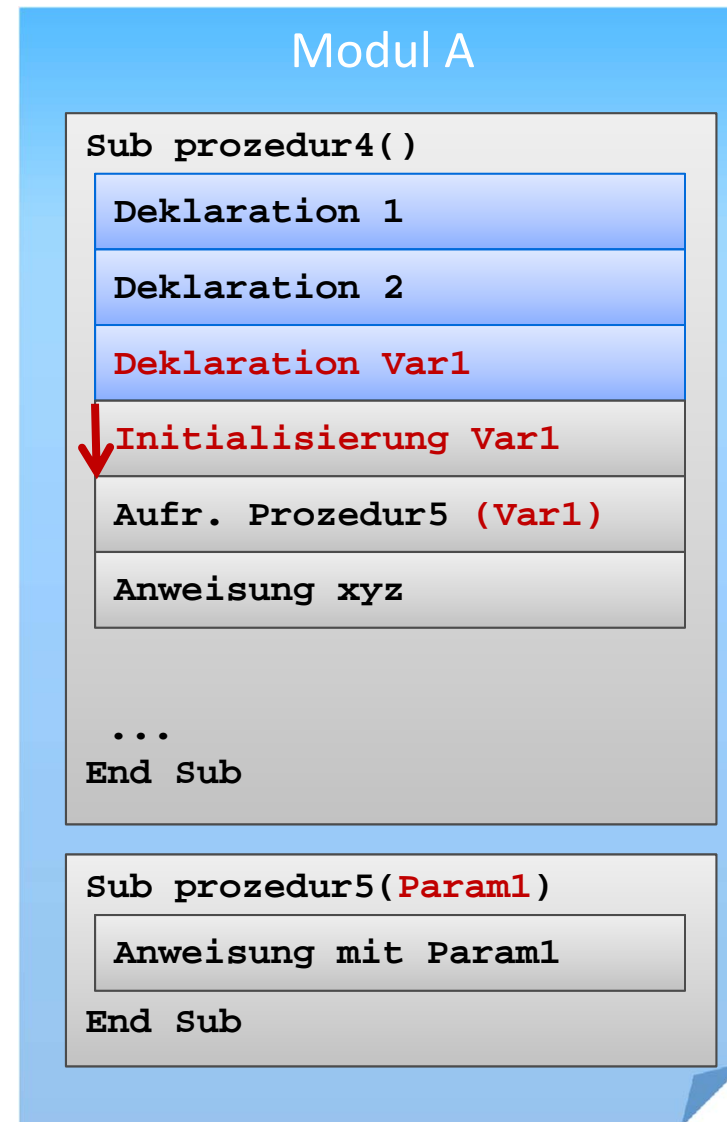 Modul A
Sub prozedur4()
Deklaration 1
Deklaration 2
Deklaration Var1
Initialisierung Var1
Aufr. Prozedur5 (Var1)
Anweisung xyz
...
End Sub
Sub prozedur5(Param1)
Anweisung mit Param1
End Sub